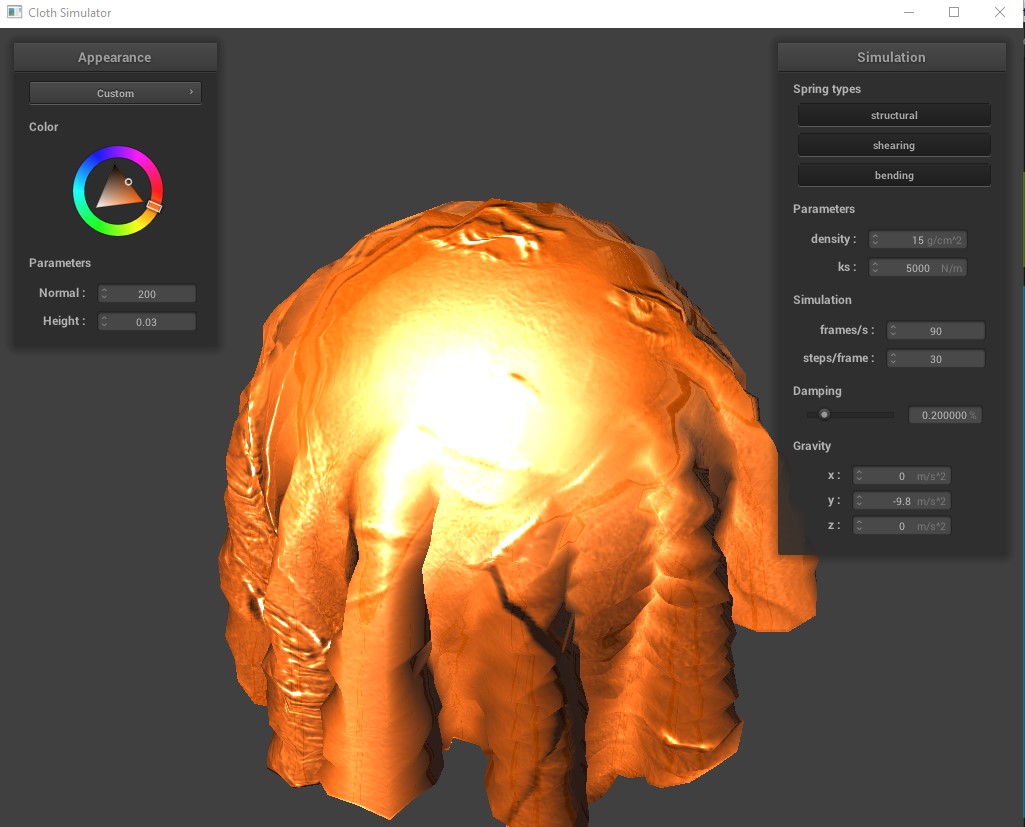 Cloth Simulator
Appearance
Custom
Color
Parameters
Normal : 200
Height : 0.03
Simulation
Spring types
structural
shearing
bending
Parameters
density : 15 g/cm^2
ks : 5000 N/m
Simulation
frames/s : 90
steps/frame : 30
Damping
0.200000 %
Gravity
x : 0 m/s^2
y : -9.8 m/s^2
z : 0 m/s^2